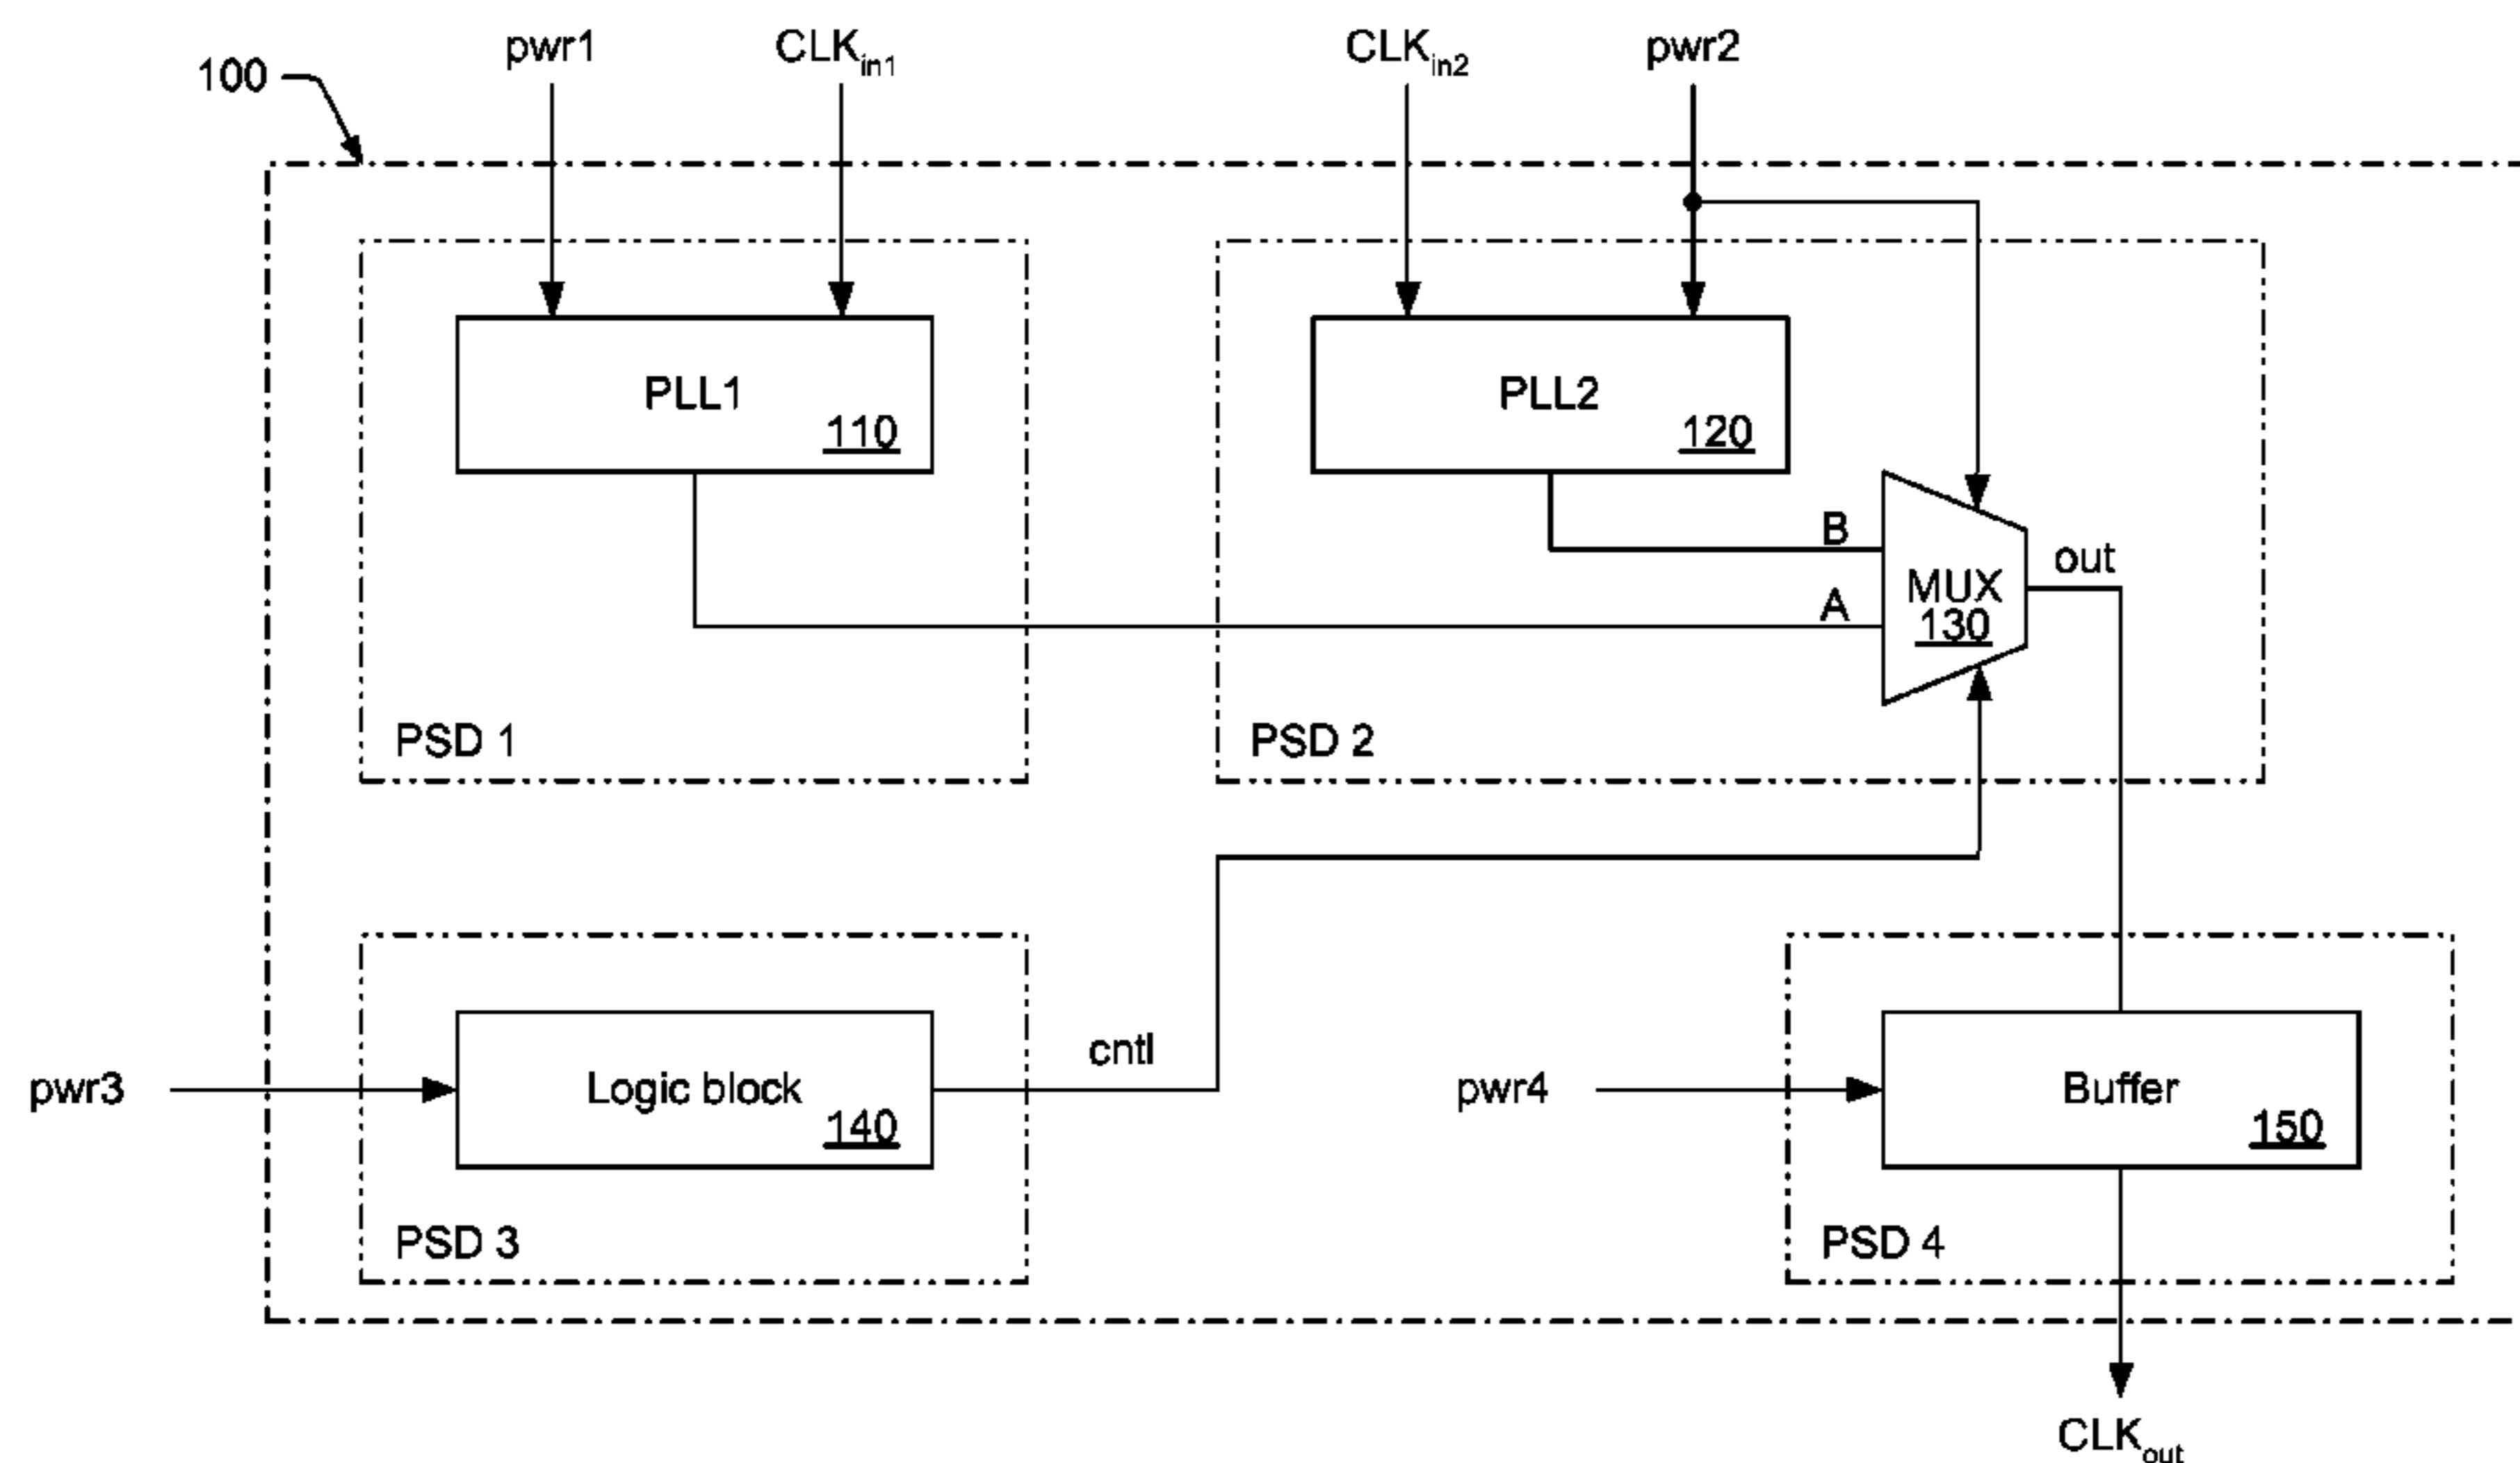 pwr1
CLKin1
CLKin2
pwr2
100
PLL1
110
PLL2
120
B
A
MUX
130
out
PSD 1
PSD 2
cntl
pwr3
Logic block
140
pwr4
Buffer
150
PSD 3
PSD 4
CLKout